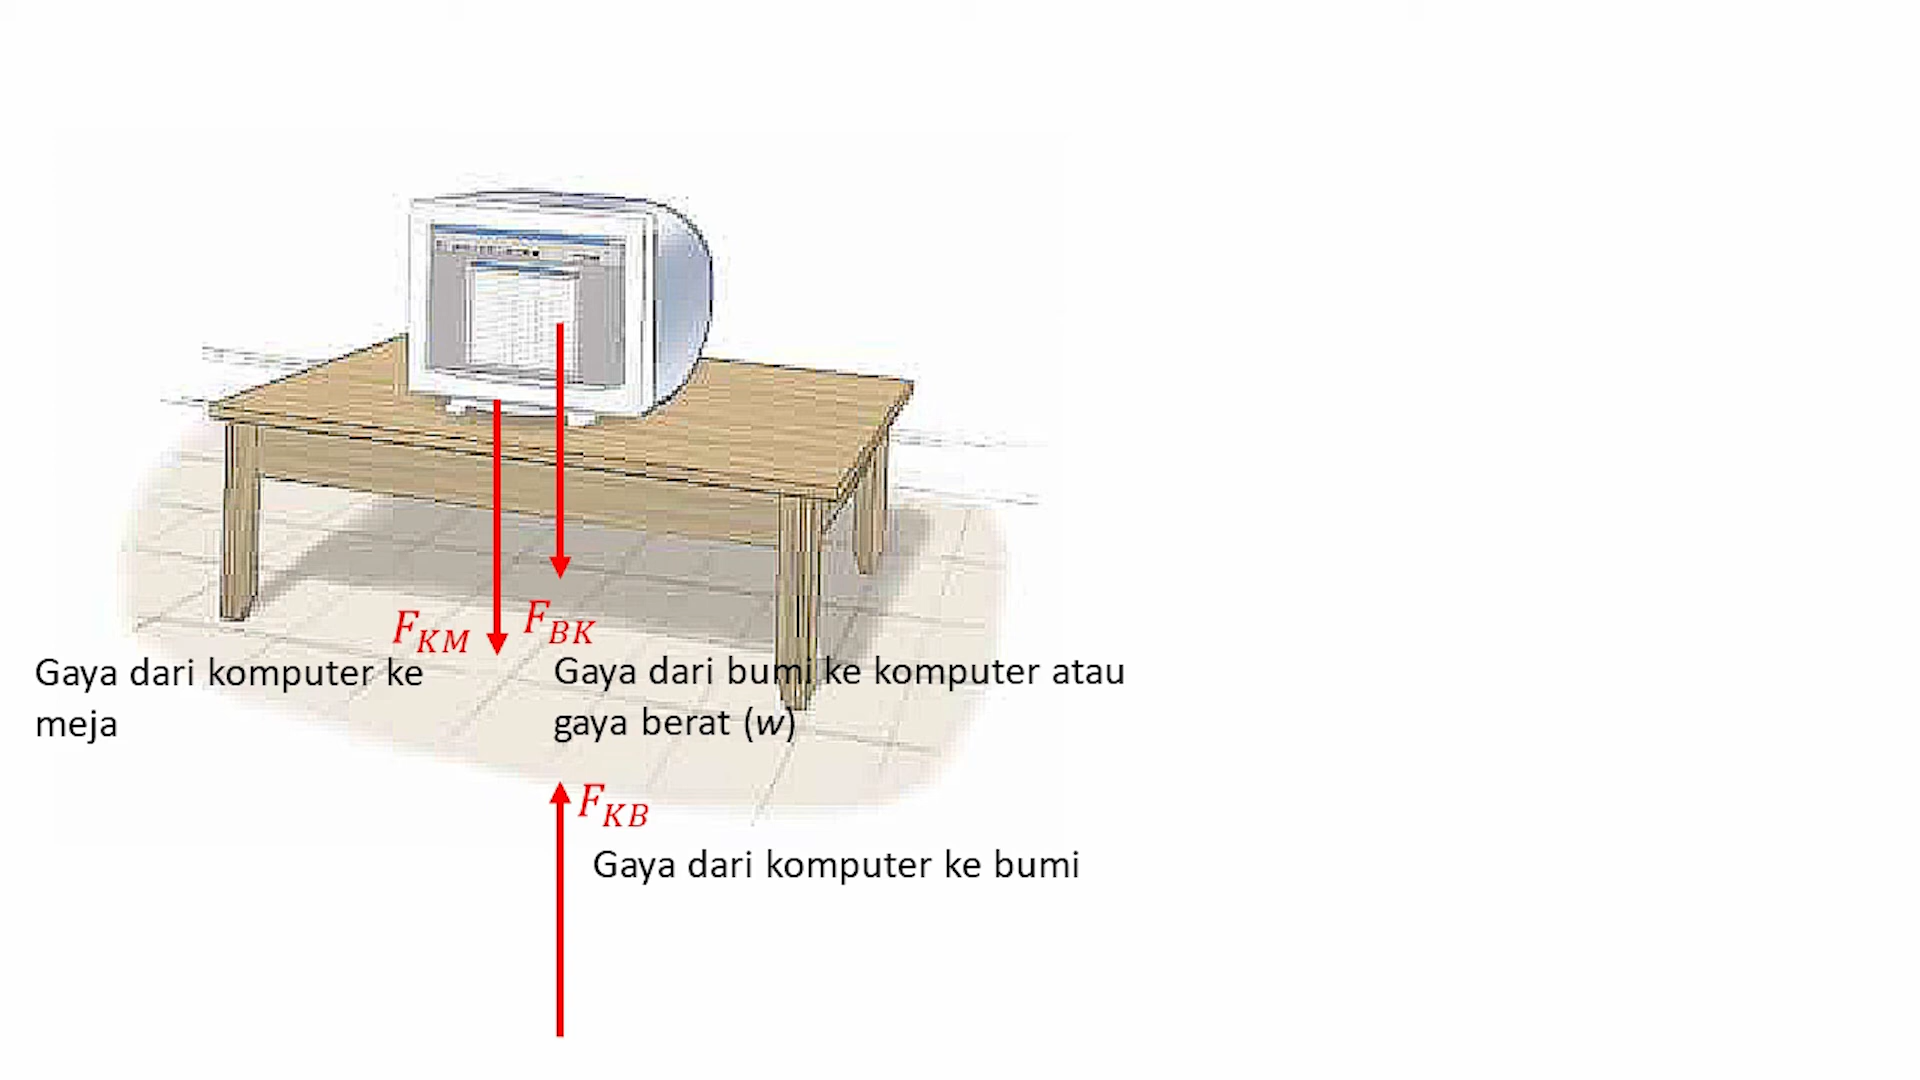 F_KM
F_BK
Gaya dari komputer ke
meja
Gaya dari bumi ke komputer atau
gaya berat (w)
F_KB
Gaya dari komputer ke bumi